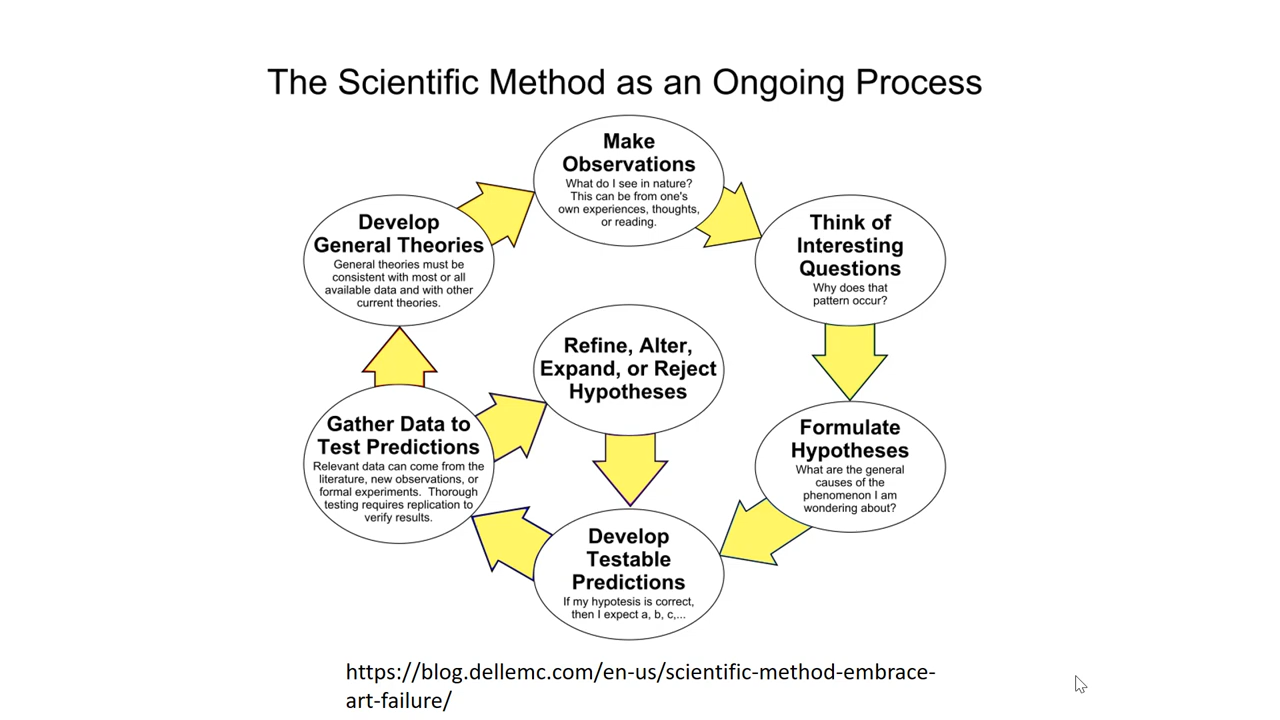 The Scientific Method as an Ongoing Process
Make
Observations
What do I see in nature?
This can be from one's
own experiences, thoughts,
or reading.
Think of
Interesting
Questions
Why does that
pattern occur?
Formulate
Hypotheses
What are the general
causes of the
phenomenon I am
wondering about?
Develop
Testable
Predictions
If my hypotesis is correct,
then I expect a, b, c,...
Gather Data to
Test Predictions
Relevant data can come from the
literature, new observations, or
formal experiments. Thorough
testing requires replication to
verify results.
Refine, Alter,
Expand, or Reject
Hypotheses
Develop
General Theories
General theories must be
consistent with most or all
available data and with other
current theories.
https://blog.dellemc.com/en-us/scientific-method-embrace-
art-failure/